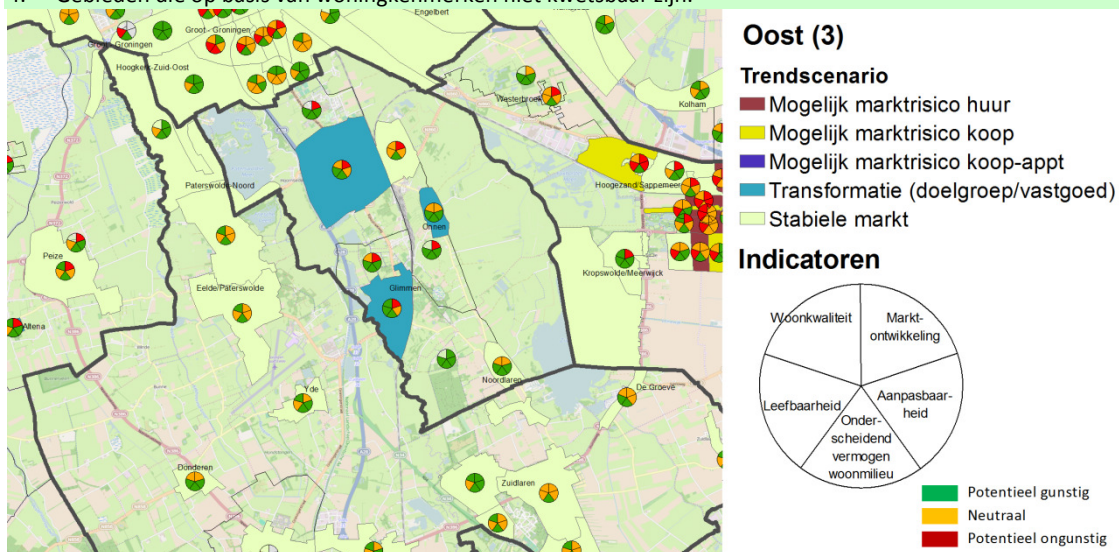 4. Gebieden die op basis van woningkenmerken niet kwetsbaar zijn.
Engelbert
Groot - Groningen
Groot - Groningen
Hoogkerk-Zuid-Oost
Westerbroek
Kolham
Hoogezand/Sappemeer
Paterswolde-Noord
Onnen
Peize
Eelde/Paterswolde
Kropswolde/Meerwijck
Glimmen
Altena
Noordlaren
De Groeve
Yde
Donderen
Zuidlaren
Oost (3)
Trendscenario
Mogelijk marktrisico huur
Mogelijk marktrisico koop
Mogelijk marktrisico koop-appt
Transformatie (doelgroep/vastgoed)
Stabiele markt
Indicatoren
Woonkwaliteit
Markt-
ontwikkeling
Aanpasbaar-
heid
Leefbaarheid
Onder-
scheidend
vermogen
woonmilieu
Potentieel gunstig
Neutraal
Potentieel ongunstig